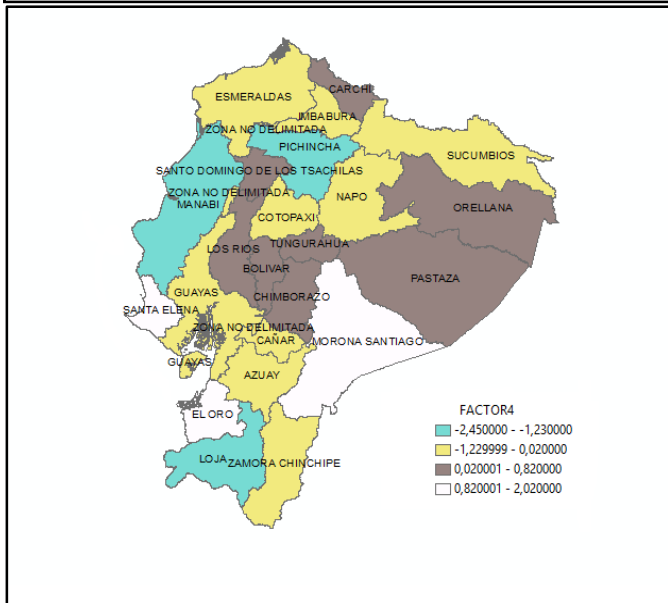 CARCHI
ESMERALDAS
IMBABURA
ZONA NO DELIMITADA
PICHINCHA
SUCUMBIOS
SANTO DOMINGO DE LOS TSACHILAS
ZONA NO DELIMITADA
NAPO
MANABI
ORELLANA
COTOPAXI
TUNGURAHUA
LOS RIOS
BOLIVAR
PASTAZA
GUAYAS
CHIMBORAZO
SANTA ELENA
ZONA NO DELIMITADA
CAÑAR
MORONA SANTIAGO
GUAYAS
AZUAY
EL ORO
LOJA
ZAMORA CHINCHIPE
FACTOR4
-2,450000 - -1,230000
-1,229999 - 0,020000
0,020001 - 0,820000
0,820001 - 2,020000